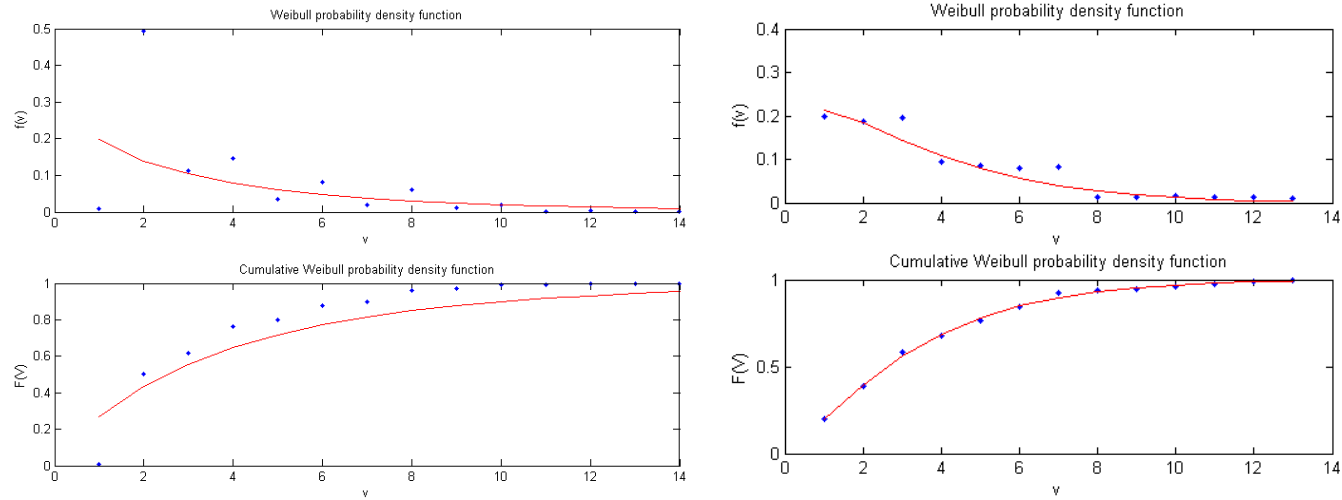 Weibull probability density function
0.5
0.4
0.3
0.2
0.1
0
f(v)
0 2 4 6 8 10 12 14
v
Cumulative Weibull probability density function
1
0.8
0.6
0.4
0.2
0
F(V)
0 2 4 6 8 10 12 14
v
Weibull probability density function
0.4
0.3
0.2
0.1
0
f(v)
0 2 4 6 8 10 12 14
v
Cumulative Weibull probability density function
1
0.5
0
F(V)
0 2 4 6 8 10 12 14
v